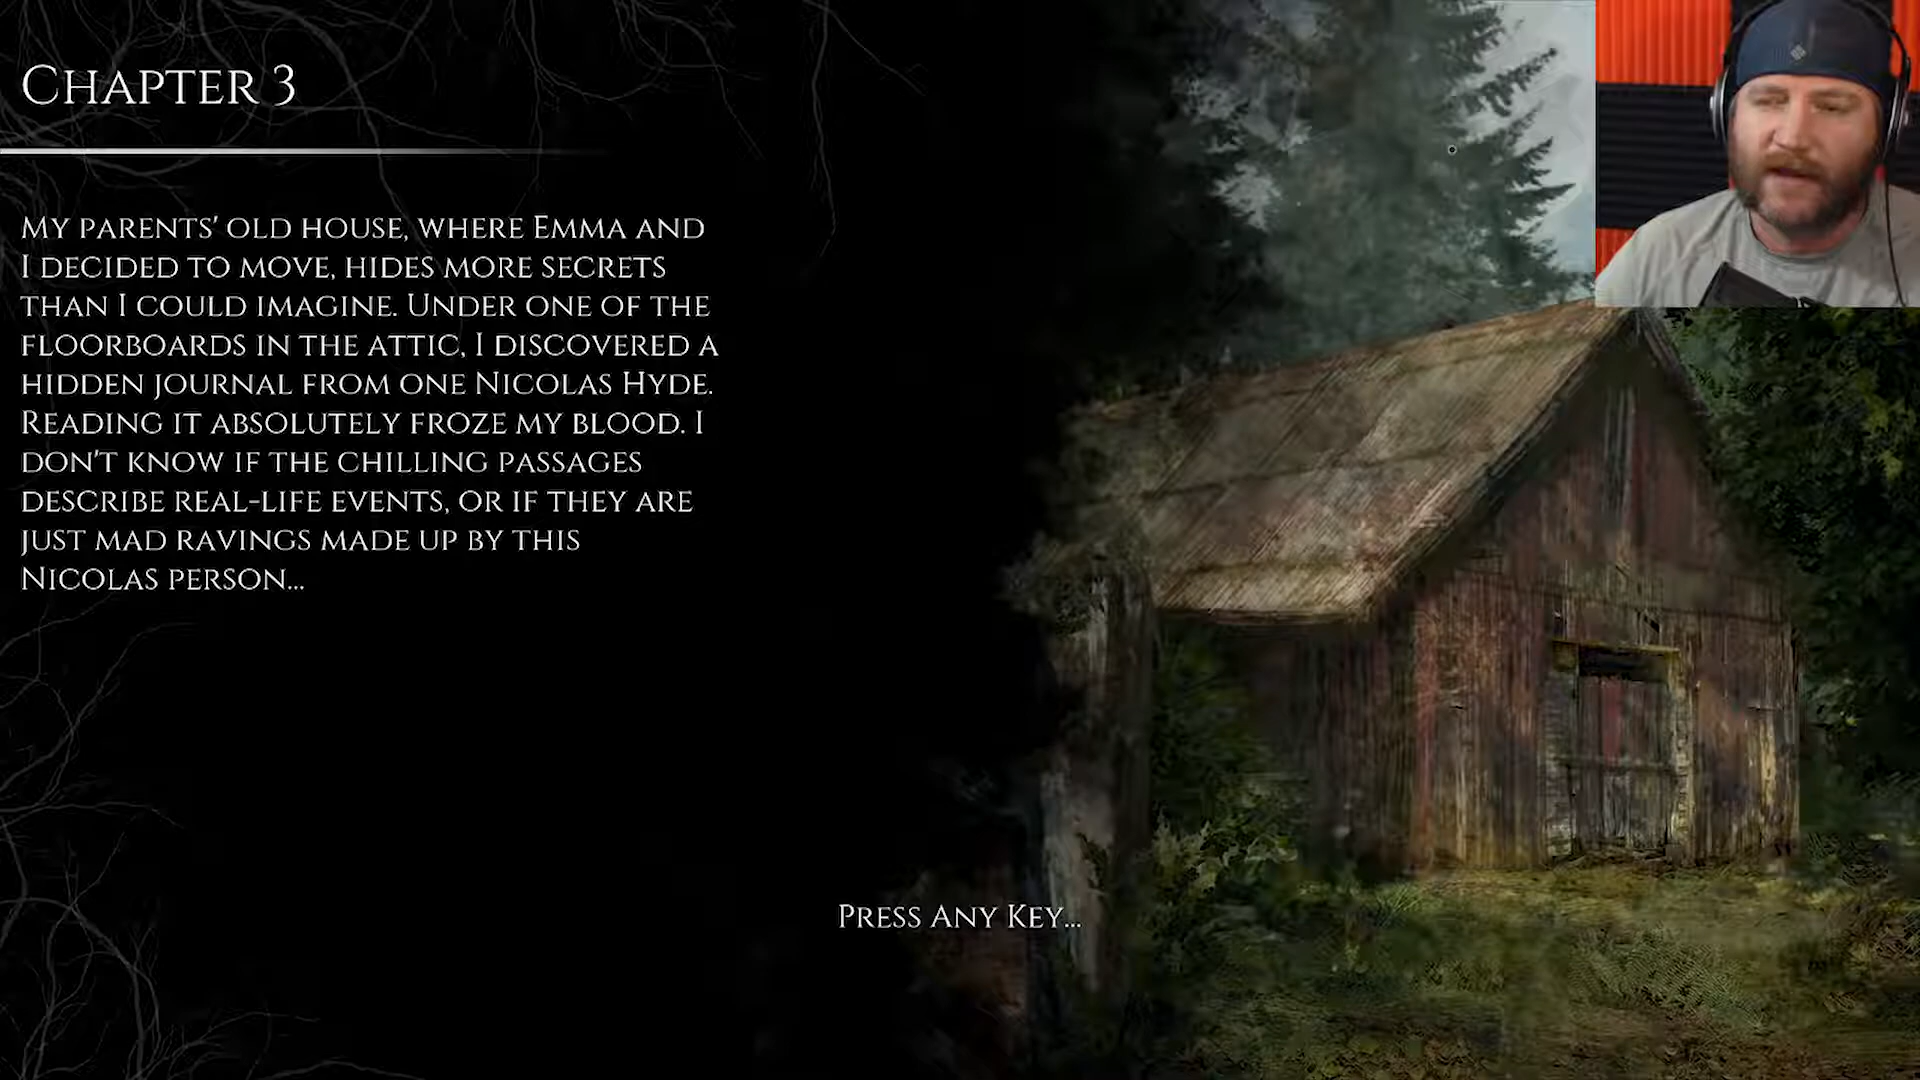 Chapter 3
My parents' old house, where Emma and
I decided to move, hides more secrets
than I could imagine. Under one of the
floorboards in the attic, I discovered a
hidden journal from one Nicolas Hyde.
Reading it absolutely froze my blood. I
don't know if the chilling passages
describe real-life events, or if they are
just mad ravings made up by this
Nicolas person...
Press Any Key...